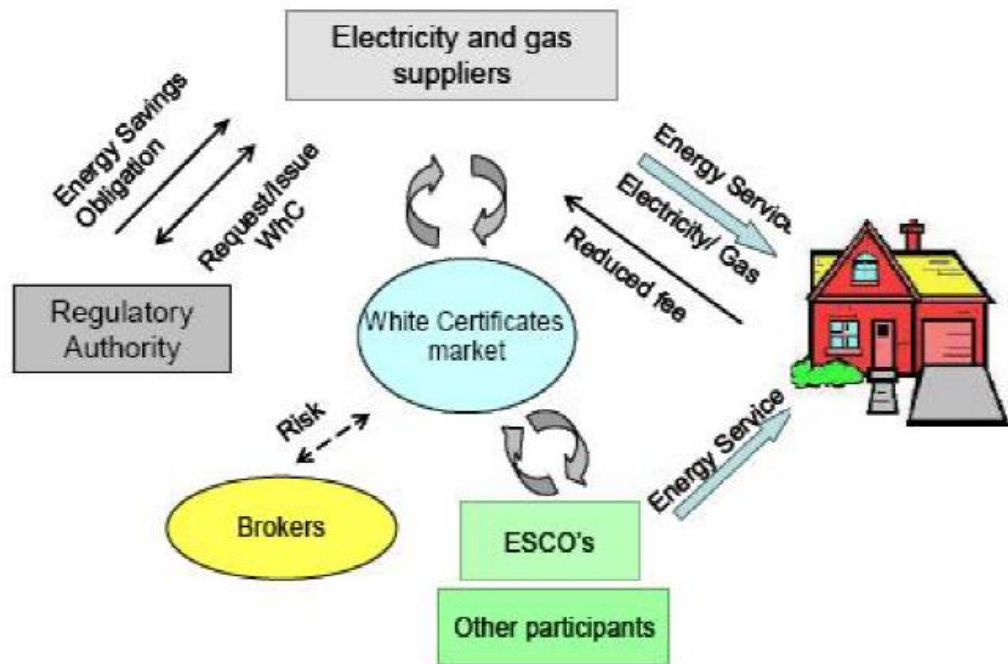 Electricity and gas
suppliers
Energy Savings
Obligation
Request/Issue
WhC
Energy Service
Electricity/ Gas
Reduced fee
Regulatory
Authority
White Certificates
market
Risk
Brokers
Energy Service
ESCO's
Other participants